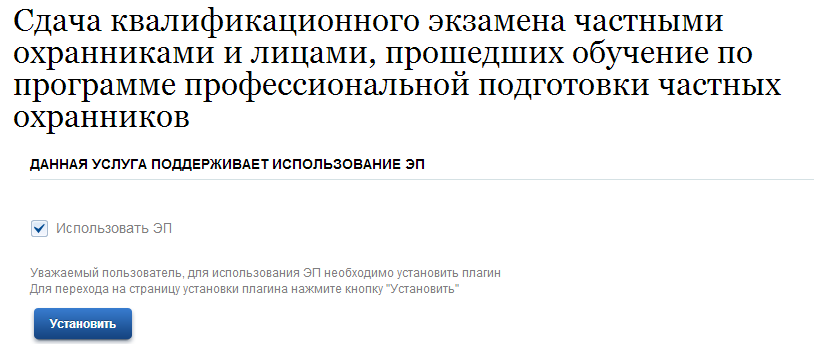 Сдача квалификационного экзамена частными
охранниками и лицами, прошедших обучение по
программе профессиональной подготовки частных
охранников
ДАННАЯ УСЛУГА ПОДДЕРЖИВАЕТ ИСПОЛЬЗОВАНИЕ ЭП
Использовать ЭП
Уважаемый пользователь, для использования ЭП необходимо установить плагин
Для перехода на страницу установки плагина нажмите кнопку "Установить"
Установить